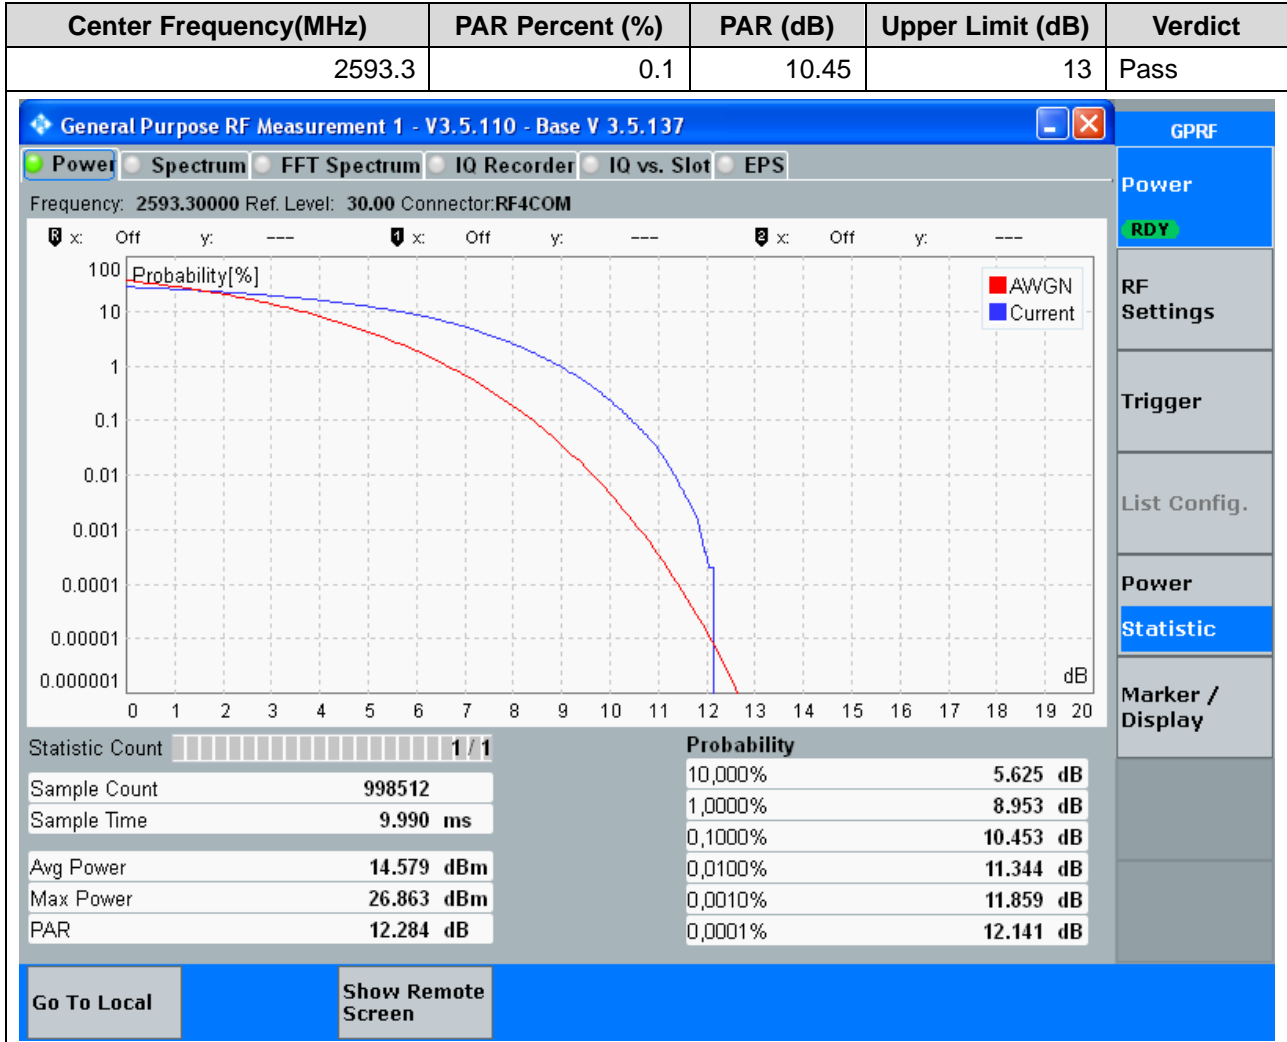 Center Frequency(MHz) PAR Percent (%) PAR (dB) Upper Limit (dB) Verdict
2593.3 0.1 10.45 13 Pass
General Purpose RF Measurement 1 - V3.5.110 - Base V 3.5.137
GPRF
Power Spectrum FFT Spectrum IQ Recorder IQ vs. Slot EPS
Power
RDY
Frequency: 2593.30000 Ref. Level: 30.00 Connector:RF4COM
R x: Off y: --- 1 x: Off y: --- 2 x: Off y: ---
Probability[%]
AWGN
Current
100
10
1
0.1
0.01
0.001
0.0001
0.00001
0.000001
dB
0 1 2 3 4 5 6 7 8 9 10 11 12 13 14 15 16 17 18 19 20
RF
Settings
Trigger
List Config.
Power
Statistic
Marker /
Display
Statistic Count 1 / 1
Sample Count 998512
Sample Time 9.990 ms
Avg Power 14.579 dBm
Max Power 26.863 dBm
PAR 12.284 dB
Probability
10,000% 5.625 dB
1,0000% 8.953 dB
0,1000% 10.453 dB
0,0100% 11.344 dB
0,0010% 11.859 dB
0,0001% 12.141 dB
Go To Local
Show Remote
Screen